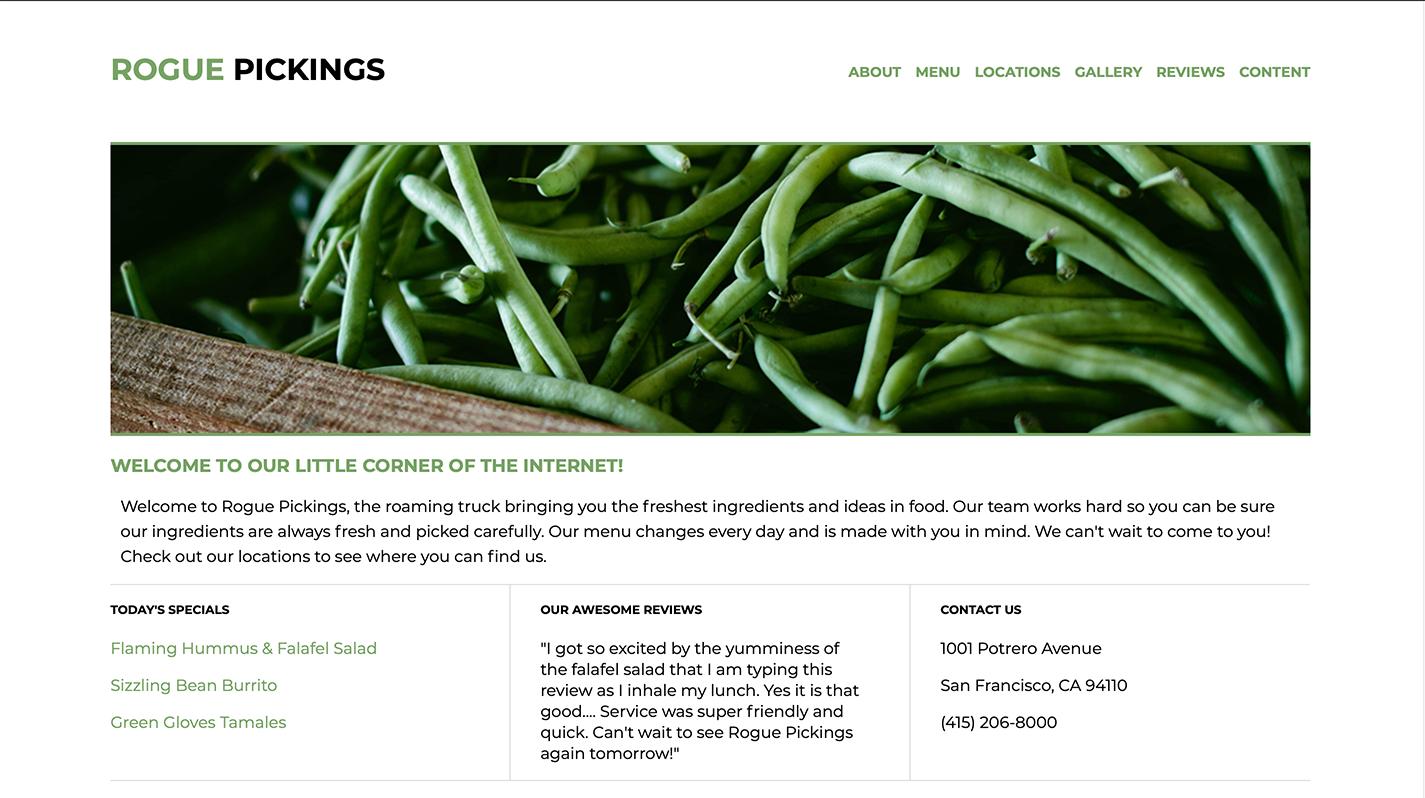 ROGUE PICKINGS
ABOUT MENU LOCATIONS GALLERY REVIEWS CONTENT
WELCOME TO OUR LITTLE CORNER OF THE INTERNET!
Welcome to Rogue Pickings, the roaming truck bringing you the freshest ingredients and ideas in food. Our team works hard so you can be sure
our ingredients are always fresh and picked carefully. Our menu changes every day and is made with you in mind. We can't wait to come to you!
Check out our locations to see where you can find us.
TODAY'S SPECIALS
Flaming Hummus & Falafel Salad
Sizzling Bean Burrito
Green Gloves Tamales
OUR AWESOME REVIEWS
"I got so excited by the yumminess of
the falafel salad that I am typing this
review as I inhale my lunch. Yes it is that
good.... Service was super friendly and
quick. Can't wait to see Rogue Pickings
again tomorrow!"
CONTACT US
1001 Potrero Avenue
San Francisco, CA 94110
(415) 206-8000